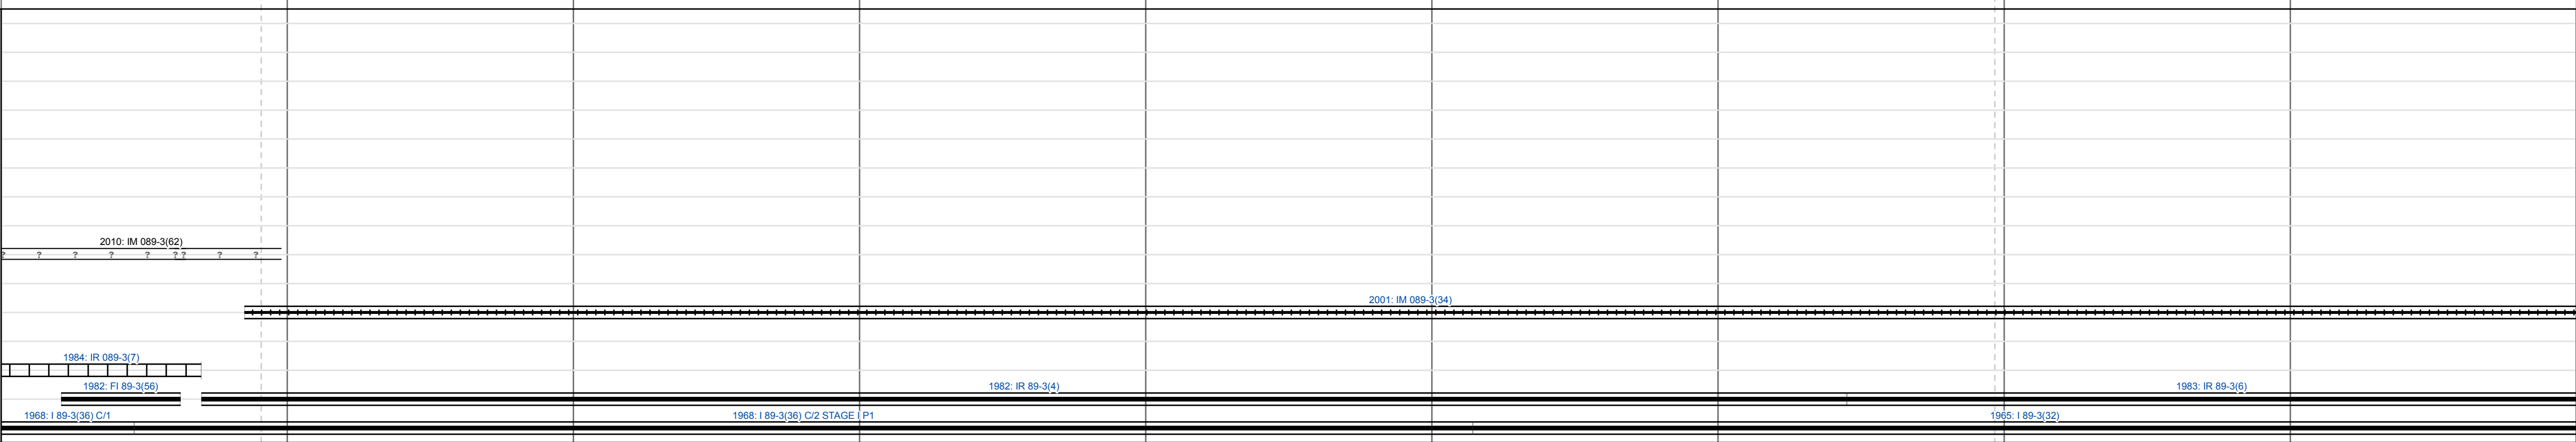 2010: IM 089-3(62)
? ? ? ? ? ? ? ? ?
2001: IM 089-3(34)
1984: IR 089-3(7)
1982: FI 89-3(56) 1982: IR 89-3(4) 1983: IR 89-3(6)
1968: I 89-3(36) C/1 1968: I 89-3(36) C/2 STAGE I P1 1965: I 89-3(32)